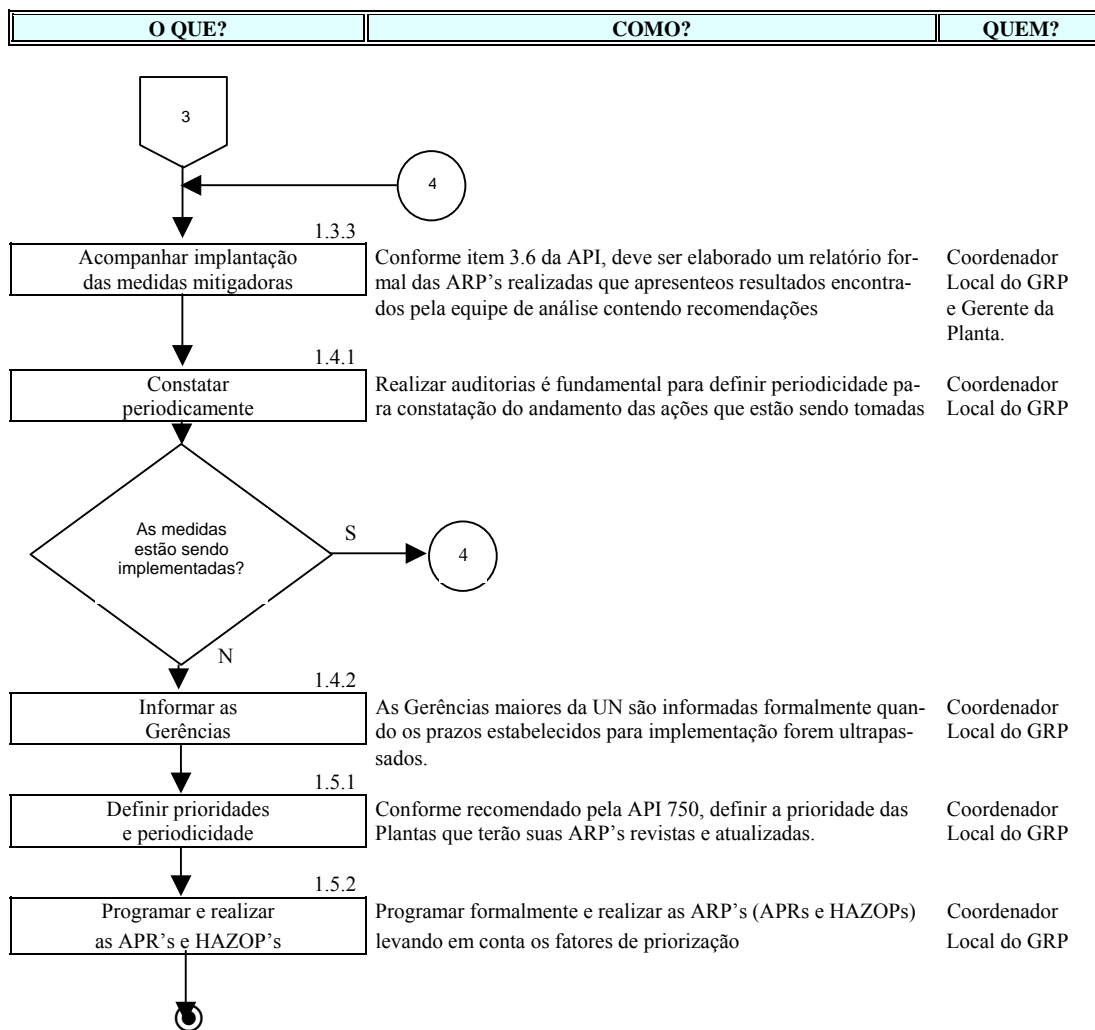 O QUE? COMO? QUEM?
3
4
1.3.3
Acompanhar implantação
das medidas mitigadoras
Conforme item 3.6 da API, deve ser elaborado um relatório for-
mal das ARP’s realizadas que apresenteos resultados encontra-
dos pela equipe de análise contendo recomendações
Coordenador
Local do GRP
e Gerente da
Planta.
1.4.1
Constatar
periodicamente
Realizar auditorias é fundamental para definir periodicidade pa-
ra constatação do andamento das ações que estão sendo tomadas
Coordenador
Local do GRP
As medidas
estão sendo
implementadas?
S
4
N
1.4.2
Informar as
Gerências
As Gerências maiores da UN são informadas formalmente quan-
do os prazos estabelecidos para implementação forem ultrapas-
sados.
Coordenador
Local do GRP
1.5.1
Definir prioridades
e periodicidade
Conforme recomendado pela API 750, definir a prioridade das
Plantas que terão suas ARP’s revistas e atualizadas.
Coordenador
Local do GRP
1.5.2
Programar e realizar
as APR’s e HAZOP’s
Programar formalmente e realizar as ARP’s (APRs e HAZOPs)
levando em conta os fatores de priorização
Coordenador
Local do GRP